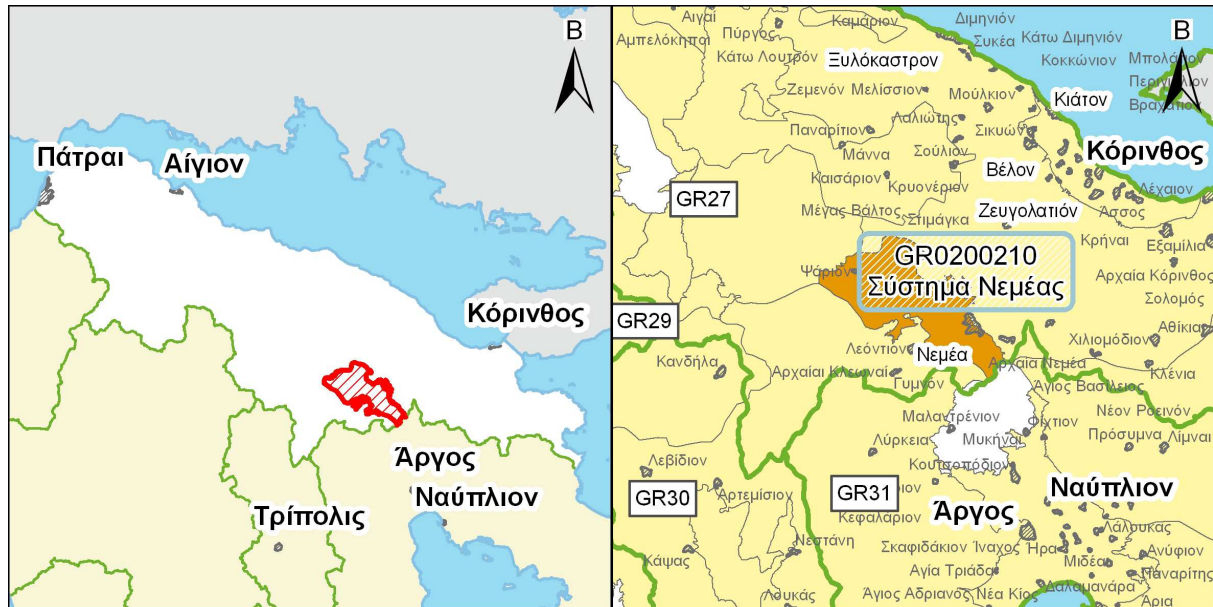 Β
Πάτραι
Αίγιον
Κόρινθος
Άργος
Ναύπλιον
Τρίπολις
Β
Αιγαί
Καμάριον
Διμηνιόν
Αμπελόκηποι
Πύργος
Συκέα
Κάτω Διμηνιόν
Κάτω Λουτρόν
Ξυλόκαστρον
Κοκκώνιον
Ζεμενόν
Μελίσσιον
Μούλκιον
Κιάτον
Παναρίτιον
Λαλιώτης
Σικυών
Μάννα
Σούλιον
Κόρινθος
Καισάριον
Κρυονέριον
Βέλον
Λέχαιον
GR27
Μέγας Βάλτος
Στιμάγκα
Ζευγολατιόν
Άσσος
Κρήναι
Εξαμίλια
GR0200210
Σύστημα Νεμέας
Ψάριον
Αρχαία Κόρινθος
Σολομός
GR29
Αθίκια
Κανδήλα
Λεόντιον
Νεμέα
Χιλιομόδιον
Αρχαίαι Κλεωναί
Γυμνόν
Αρχαία Νεμέα
Κλένια
Άγιος Βασίλειος
Μαλαντρένιον
Φίχτιον
Νέον Ροεινόν
Λύρκεια
Μυκήναι
Πρόσυμνα
Λίμναι
Λεβίδιον
Κουτσοπόδιον
GR30
Αρτεμίσιον
GR31
Ναύπλιον
Κεφαλάριον
Άργος
Λάλουκας
Νεστάνη
Σκαφιδάκιον
Ίναχος
Ήρα
Ανύφιον
Κάψας
Αγία Τριάδα
Μιδέα
Παναρίτης
Λουκάς
Άγιος Αδριανός
Νέα Κίος
Δαλαμανάρα
Άρια